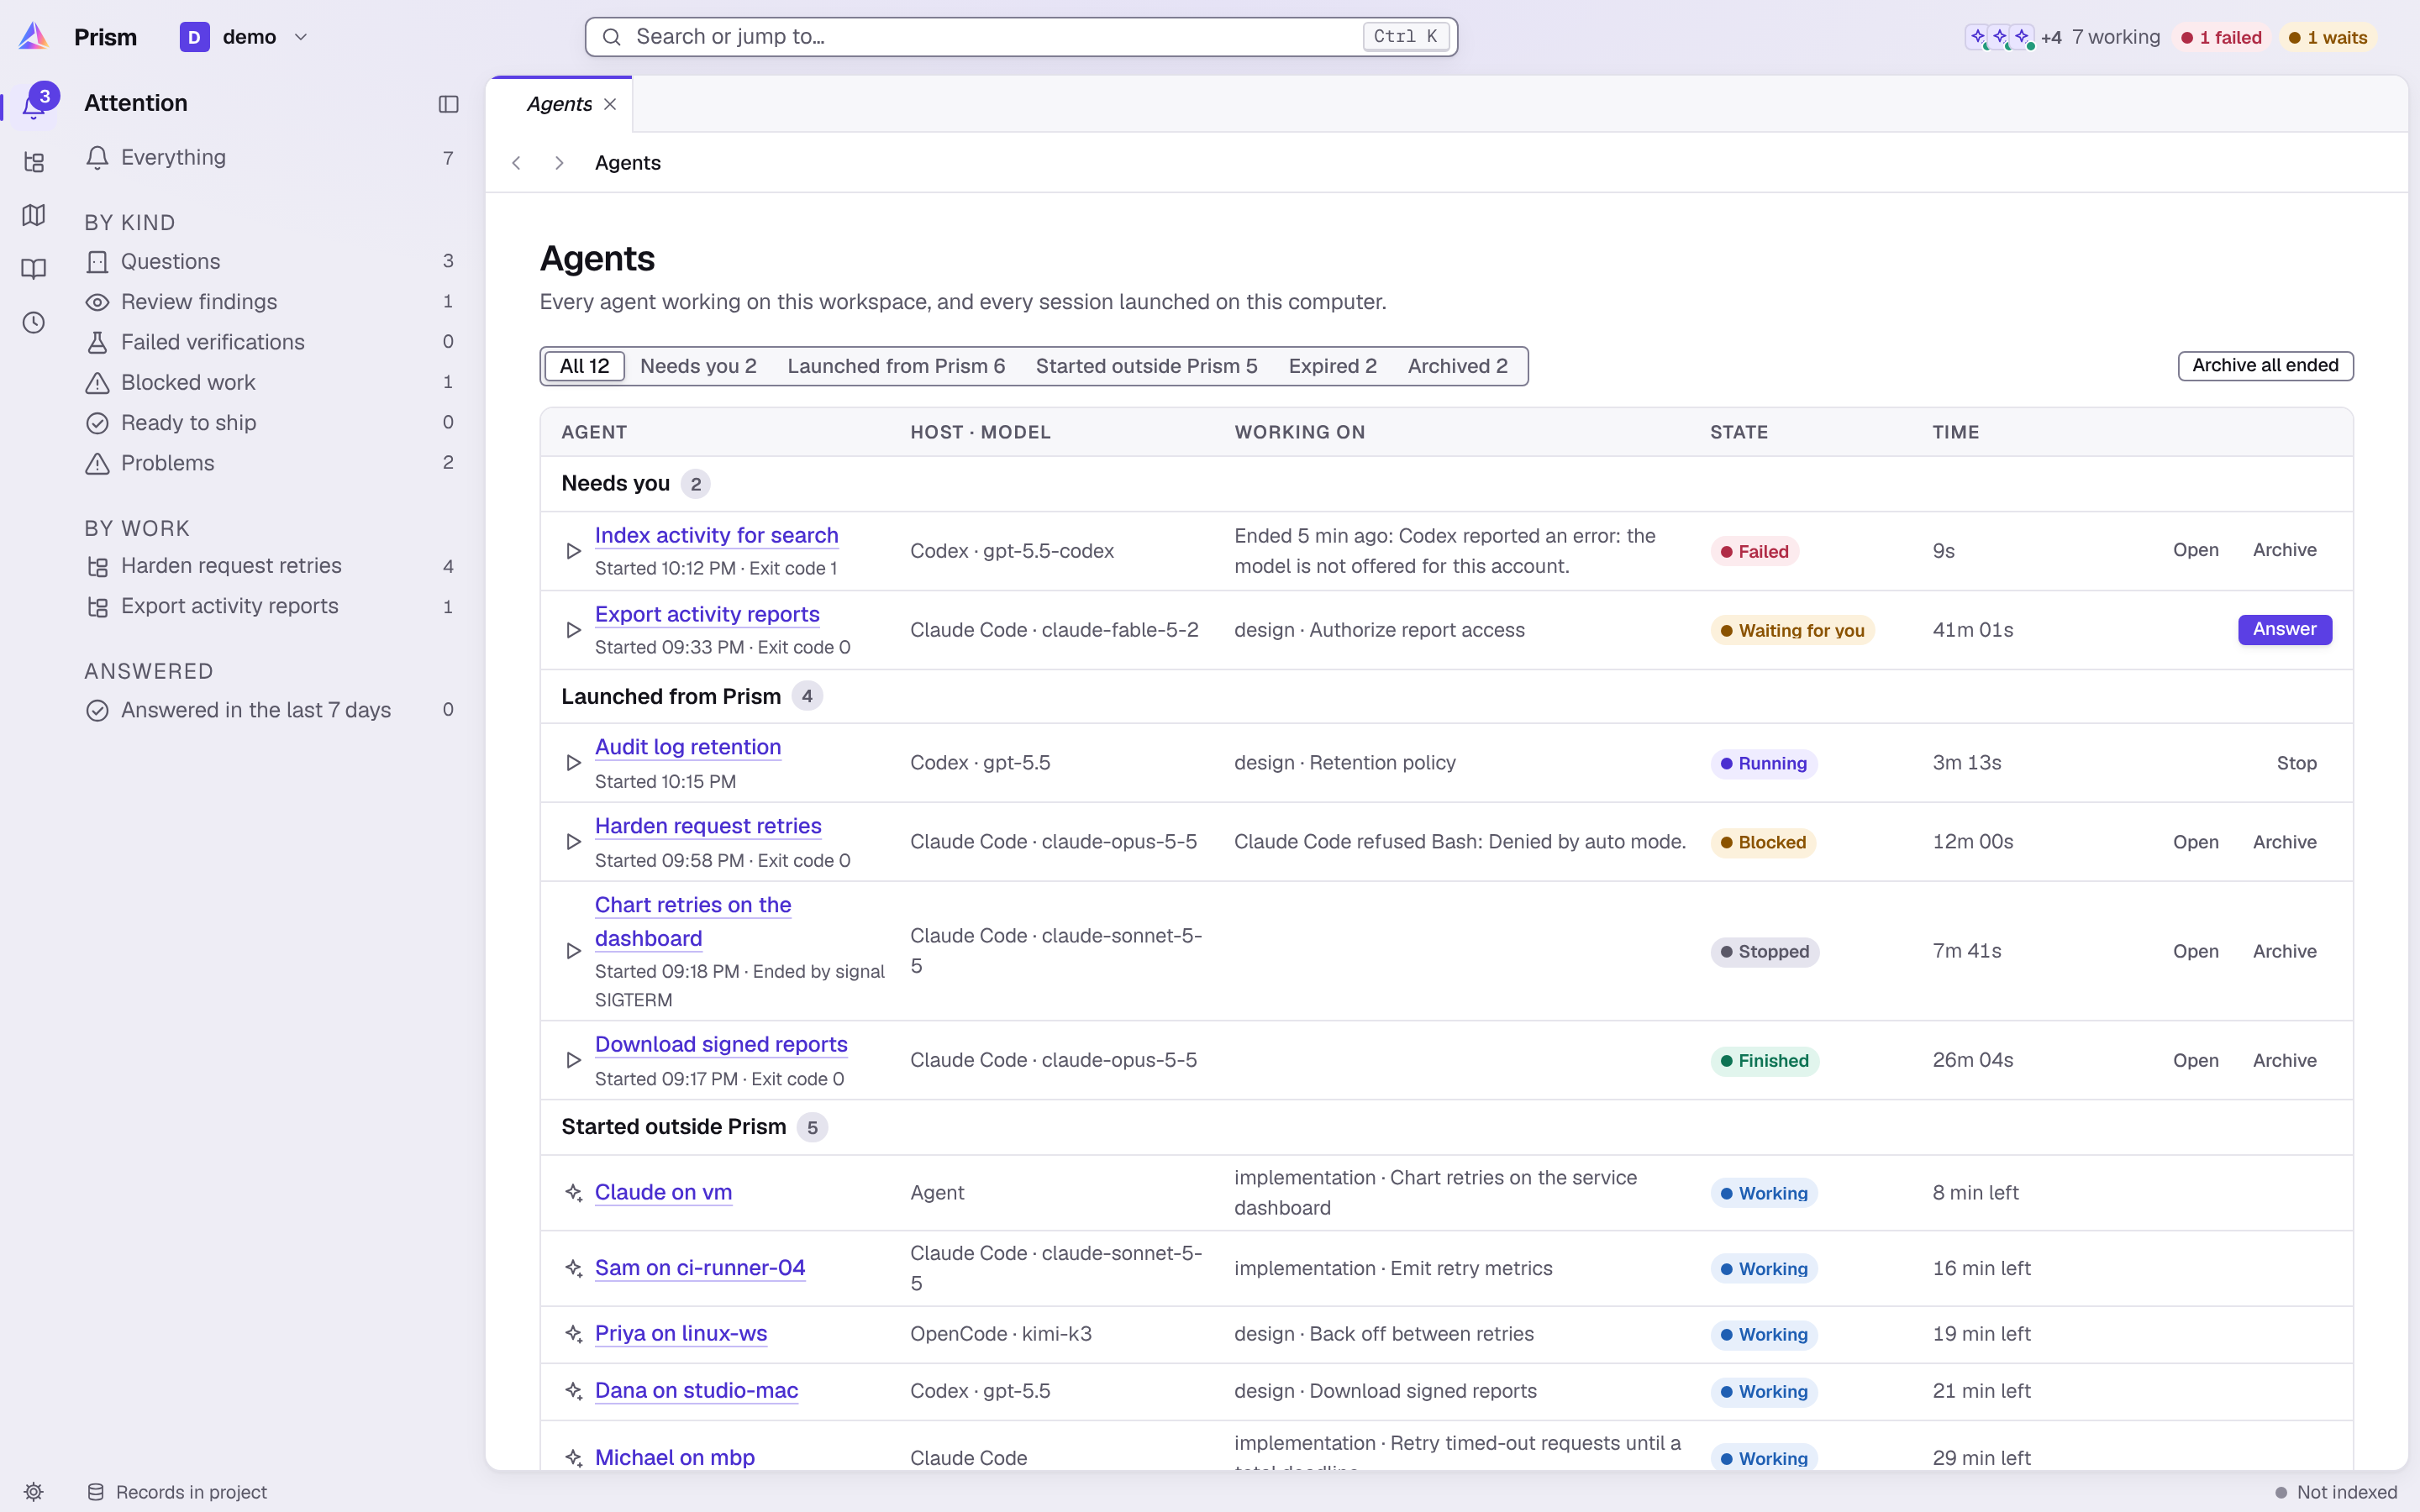 Prism
D demo
Search or jump to... Ctrl K
+4 7 working 1 failed 1 waits
3
Attention
Everything 7
BY KIND
Questions 3
Review findings 1
Failed verifications 0
Blocked work 1
Ready to ship 0
Problems 2
BY WORK
Harden request retries 4
Export activity reports 1
ANSWERED
Answered in the last 7 days 0
Agents
Agents
Agents
Every agent working on this workspace, and every session launched on this computer.
All 12 Needs you 2 Launched from Prism 6 Started outside Prism 5 Expired 2 Archived 2
Archive all ended
AGENT HOST · MODEL WORKING ON STATE TIME
Needs you 2
Index activity for search
Started 10:12 PM · Exit code 1
Codex · gpt-5.5-codex
Ended 5 min ago: Codex reported an error: the
model is not offered for this account.
Failed 9s Open Archive
Export activity reports
Started 09:33 PM · Exit code 0
Claude Code · claude-fable-5-2
design · Authorize report access
Waiting for you 41m 01s Answer
Launched from Prism 4
Audit log retention
Started 10:15 PM
Codex · gpt-5.5
design · Retention policy
Running 3m 13s Stop
Harden request retries
Started 09:58 PM · Exit code 0
Claude Code · claude-opus-5-5
Claude Code refused Bash: Denied by auto mode.
Blocked 12m 00s Open Archive
Chart retries on the
dashboard
Started 09:18 PM · Ended by signal
SIGTERM
Claude Code · claude-sonnet-5-
5
Stopped 7m 41s Open Archive
Download signed reports
Started 09:17 PM · Exit code 0
Claude Code · claude-opus-5-5
Finished 26m 04s Open Archive
Started outside Prism 5
Claude on vm
Agent
implementation · Chart retries on the service
dashboard
Working 8 min left
Sam on ci-runner-04
Claude Code · claude-sonnet-5-
5
implementation · Emit retry metrics
Working 16 min left
Priya on linux-ws
OpenCode · kimi-k3
design · Back off between retries
Working 19 min left
Dana on studio-mac
Codex · gpt-5.5
design · Download signed reports
Working 21 min left
Michael on mbp
Claude Code
implementation · Retry timed-out requests until a
Working 29 min left
Records in project
Not indexed